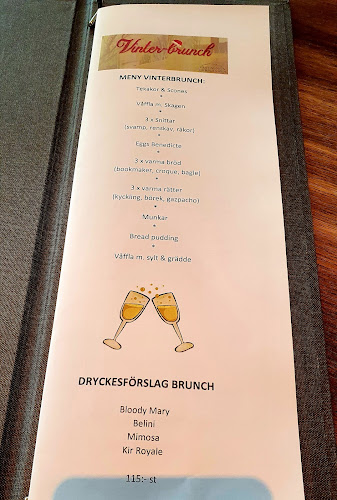 Vinter-brunch
MENY VINTERBRUNCH:
Tekakor & Scones
*
Våffla m. Skagen
*
3 x Snittar
(svamp, renskav, räkor)
*
Eggs Benedicte
*
3 x varma bröd
(bookmaker, croque, bagle)
*
3 x varma rätter
(kycking, börek, gazpacho)
*
Munkar
*
Bread pudding
*
Våffla m. sylt & grädde
DRYCKESFÖRSLAG BRUNCH
Bloody Mary
Belini
Mimosa
Kir Royale
115:- st